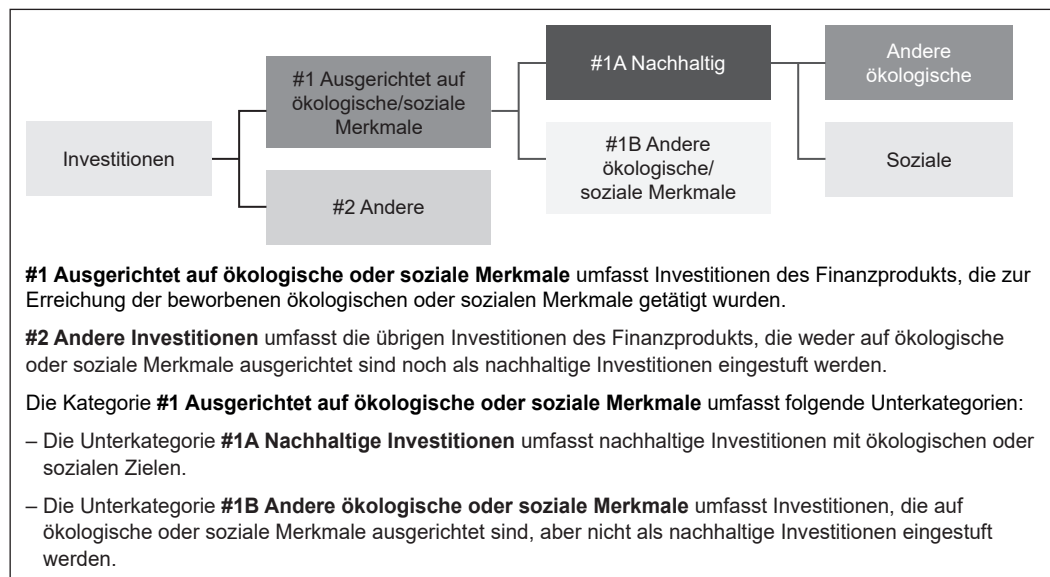 #1A Nachhaltig
Andere
ökologische
#1 Ausgerichtet auf
ökologische/soziale
Merkmale
Investitionen
#1B Andere
ökologische/
soziale Merkmale
Soziale
#2 Andere
#1 Ausgerichtet auf ökologische oder soziale Merkmale umfasst Investitionen des Finanzprodukts, die zur
Erreichung der beworbenen ökologischen oder sozialen Merkmale getätigt wurden.
#2 Andere Investitionen umfasst die übrigen Investitionen des Finanzprodukts, die weder auf ökologische
oder soziale Merkmale ausgerichtet sind noch als nachhaltige Investitionen eingestuft werden.
Die Kategorie #1 Ausgerichtet auf ökologische oder soziale Merkmale umfasst folgende Unterkategorien:
– Die Unterkategorie #1A Nachhaltige Investitionen umfasst nachhaltige Investitionen mit ökologischen oder
sozialen Zielen.
– Die Unterkategorie #1B Andere ökologische oder soziale Merkmale umfasst Investitionen, die auf
ökologische oder soziale Merkmale ausgerichtet sind, aber nicht als nachhaltige Investitionen eingestuft
werden.